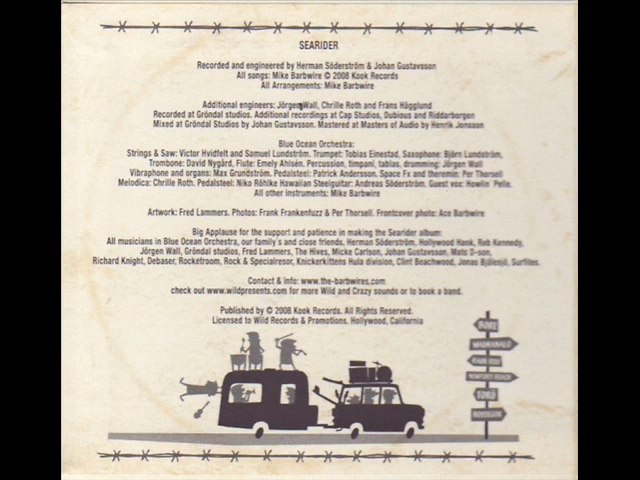 SEARIDER
Recorded and engineered by Herman Söderström & Johan Gustavsson
All songs: Mike Barbwire © 2008 Kook Records
All Arrangements: Mike Barbwire
Additional engineers: Jörgen Wall, Chrille Roth and Frans Hägglund
Recorded at Gröndal studios. Additional recordings at Cap Studios, Dubious and Riddarborgen
Mixed at Gröndal Studios by Johan Gustavsson. Mastered at Masters of Audio by Henrik Jonsson
Blue Ocean Orchestra:
Strings & Saw: Victor Hvidfelt and Samuel Lundström. Trumpet: Tobias Einestad, Saxophone: Björn Lundström,
Trombone: David Nygård, Flute: Emely Ahlsén. Percussion, timpani, tablas, drumming: Jörgen Wall
Vibraphone and organs: Max Grundström. Pedalsteel: Patrick Andersson. Space Fx and theremin: Per Thorsell
Melodica: Chrille Roth. Pedalsteel: Niko Röhlke Hawaiian Steelguitar: Andreas Söderström. Guest vox: Howlin' Pelle.
All other instruments: Mike Barbwire
Artwork: Fred Lammers. Photos: Frank Frankenfuzz & Per Thorsell. Frontcover photo: Ace Barbwire
Big Applause for the support and patience in making the Searider album:
All musicians in Blue Ocean Orchestra, our family's and close friends, Herman Söderström, Hollywood Hank, Rob Kennedy,
Jörgen Wall, Gröndal studios, Fred Lammers, The Hives, Micke Carlson, Johan Gustavsson, Mats D-son,
Richard Knight, Debaser, Rocketroom, Rock & Specialresor, Knickerkittens Hula division, Clint Beachwood, Jonas Bjälesjö, Surfites.
Contact & info: www.the-barbwires.com
check out www.wildpresents.com for more Wild and Crazy sounds or to book a band.
Published by © 2008 Kook Records. All Rights Reserved.
Licensed to Wild Records & Promotions. Hollywood, California
TORÖ